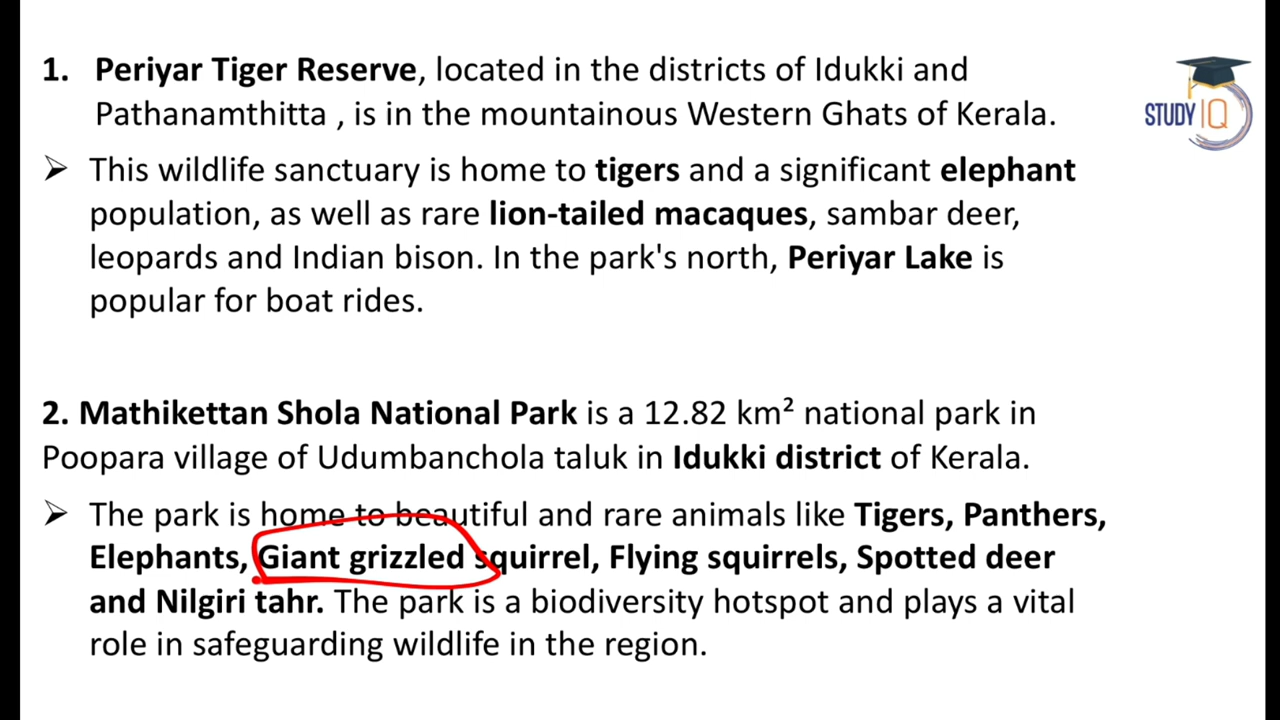 1. Periyar Tiger Reserve, located in the districts of Idukki and
Pathanamthitta , is in the mountainous Western Ghats of Kerala.
STUDY IQ
➢ This wildlife sanctuary is home to tigers and a significant elephant
population, as well as rare lion-tailed macaques, sambar deer,
leopards and Indian bison. In the park's north, Periyar Lake is
popular for boat rides.
2. Mathikettan Shola National Park is a 12.82 km² national park in
Poopara village of Udumbanchola taluk in Idukki district of Kerala.
➢ The park is home to beautiful and rare animals like Tigers, Panthers,
Elephants, Giant grizzled squirrel, Flying squirrels, Spotted deer
and Nilgiri tahr. The park is a biodiversity hotspot and plays a vital
role in safeguarding wildlife in the region.